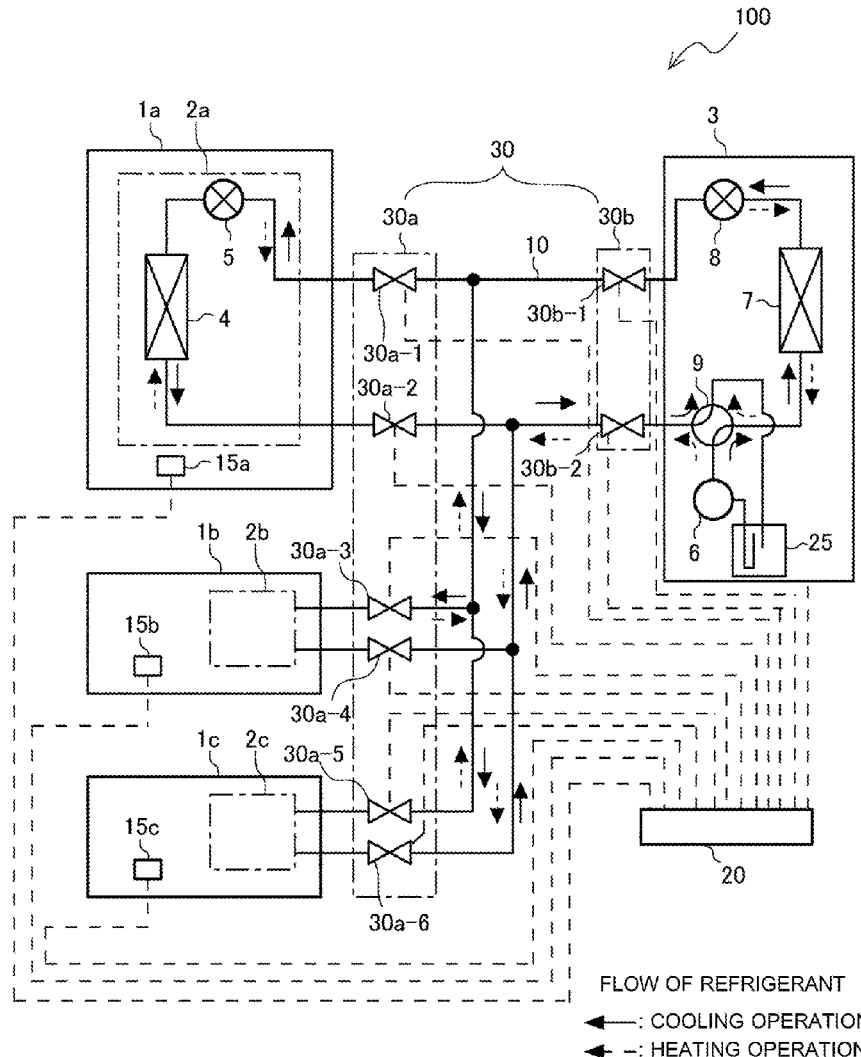 100
1a
2a
3
30
30a
30b
5
10
8
4
30b-1
7
30a-1
30a-2
9
15a
30b-2
6
25
1b
2b
30a-3
15b
30a-4
1c
2c
30a-5
15c
20
30a-6
FLOW OF REFRIGERANT
: COOLING OPERATION
: HEATING OPERATION